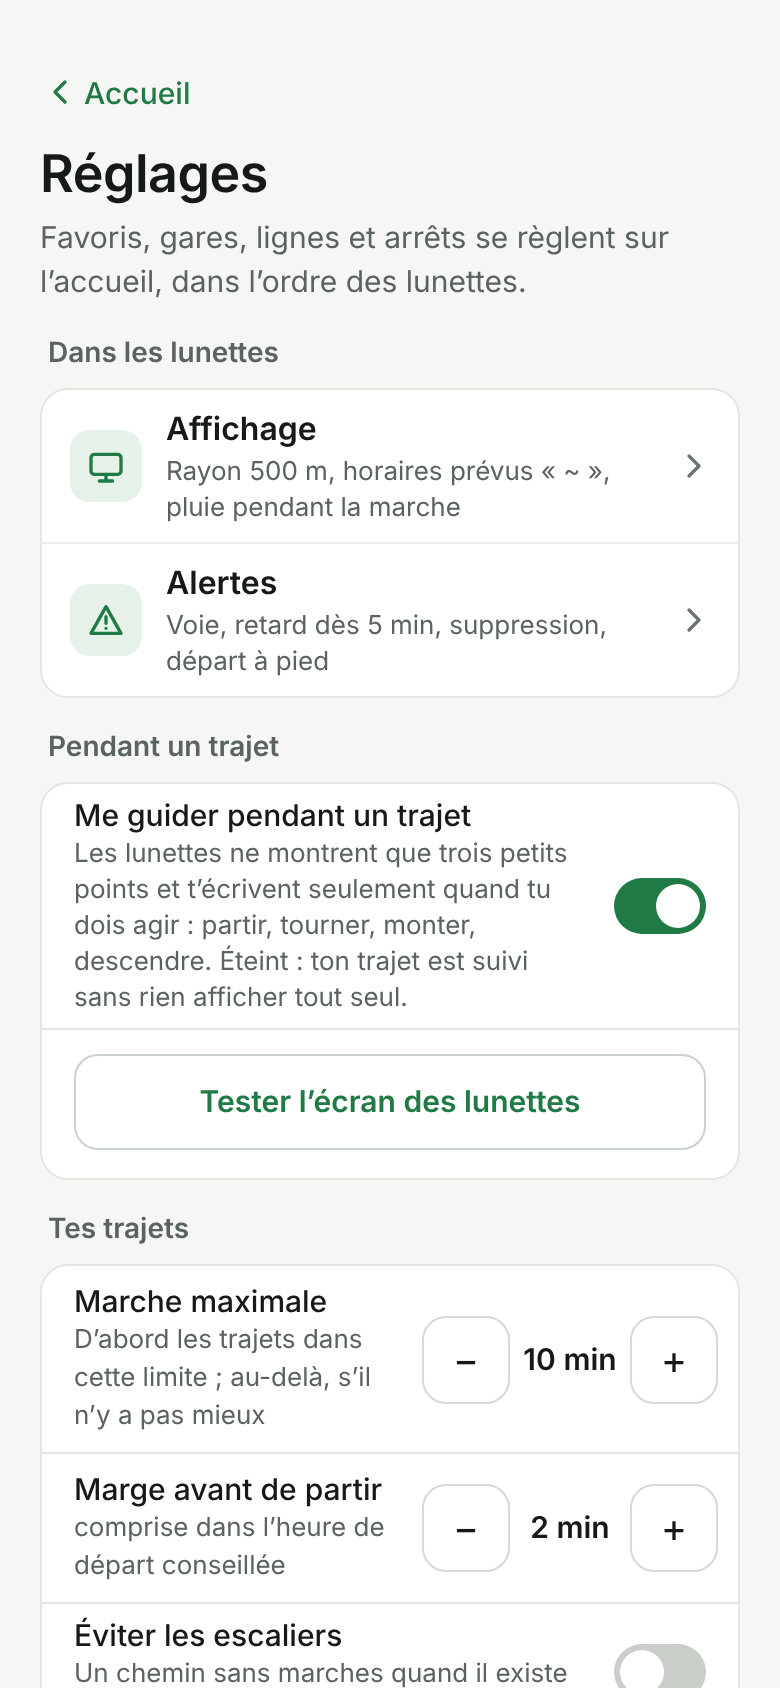 Accueil
Réglages
Favoris, gares, lignes et arrêts se règlent sur
l’accueil, dans l’ordre des lunettes.
Dans les lunettes
Affichage
Rayon 500 m, horaires prévus « ~ »,
pluie pendant la marche
Alertes
Voie, retard dès 5 min, suppression,
départ à pied
Pendant un trajet
Me guider pendant un trajet
Les lunettes ne montrent que trois petits
points et t’écrivent seulement quand tu
dois agir : partir, tourner, monter,
descendre. Éteint : ton trajet est suivi
sans rien afficher tout seul.
Tester l’écran des lunettes
Tes trajets
Marche maximale
D’abord les trajets dans
cette limite ; au-delà, s’il
n’y a pas mieux
− 10 min +
Marge avant de partir
comprise dans l’heure de
départ conseillée
− 2 min +
Éviter les escaliers
Un chemin sans marches quand il existe